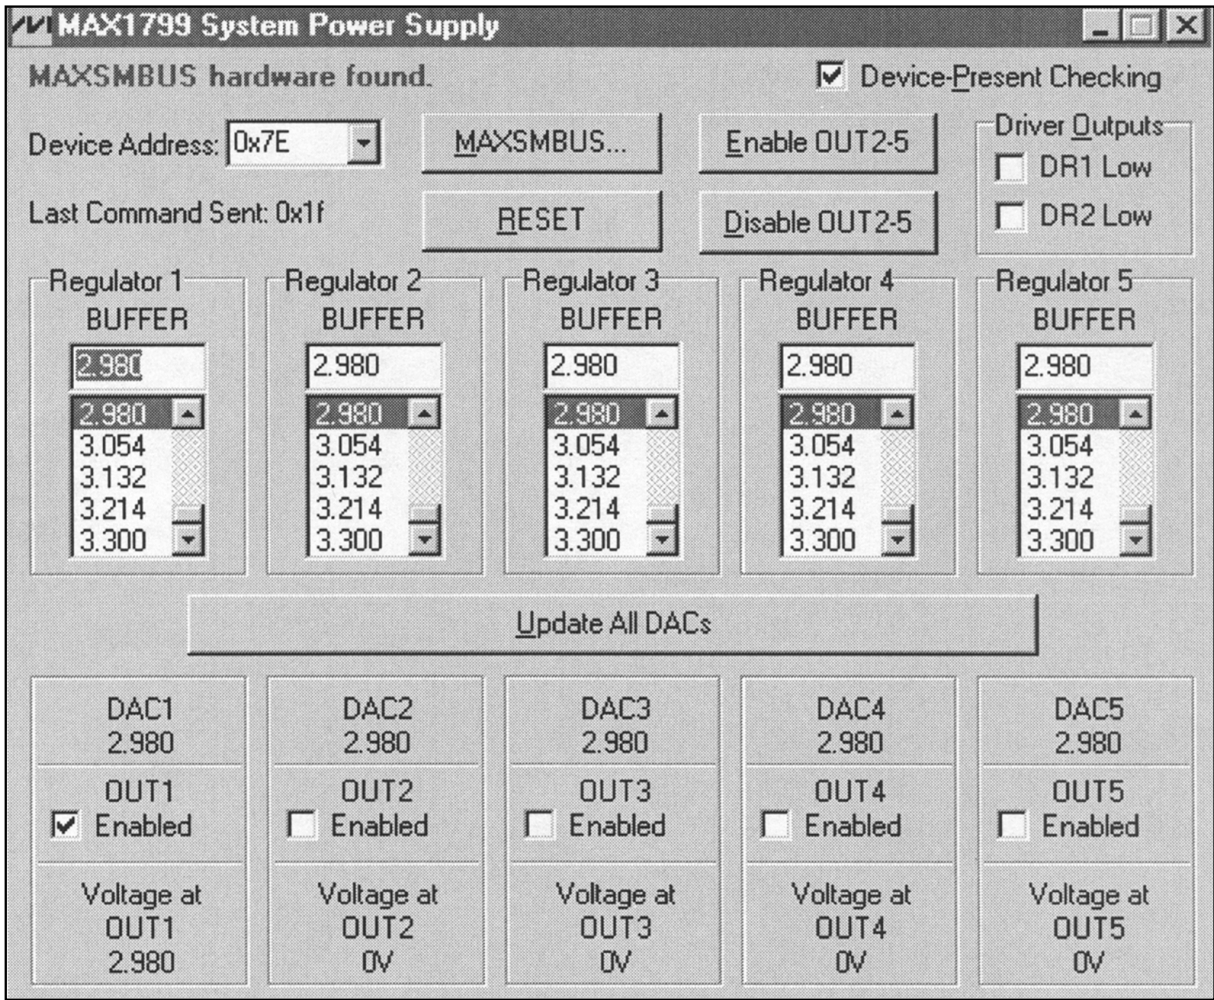 MAX1799 System Power Supply
MAXSMBUS hardware found.
Device-Present Checking
Device Address: 0x7E
MAXSMBUS...
Enable OUT2-5
Driver Outputs
DR1 Low
DR2 Low
Last Command Sent: 0x1f
RESET
Disable OUT2-5
Regulator 1
BUFFER
2.980
2.980
3.054
3.132
3.214
3.300
Regulator 2
BUFFER
2.980
2.980
3.054
3.132
3.214
3.300
Regulator 3
BUFFER
2.980
2.980
3.054
3.132
3.214
3.300
Regulator 4
BUFFER
2.980
2.980
3.054
3.132
3.214
3.300
Regulator 5
BUFFER
2.980
2.980
3.054
3.132
3.214
3.300
Update All DACs
DAC1
2.980
OUT1
Enabled
Voltage at
OUT1
2.980
DAC2
2.980
OUT2
Enabled
Voltage at
OUT2
0V
DAC3
2.980
OUT3
Enabled
Voltage at
OUT3
0V
DAC4
2.980
OUT4
Enabled
Voltage at
OUT4
0V
DAC5
2.980
OUT5
Enabled
Voltage at
OUT5
0V